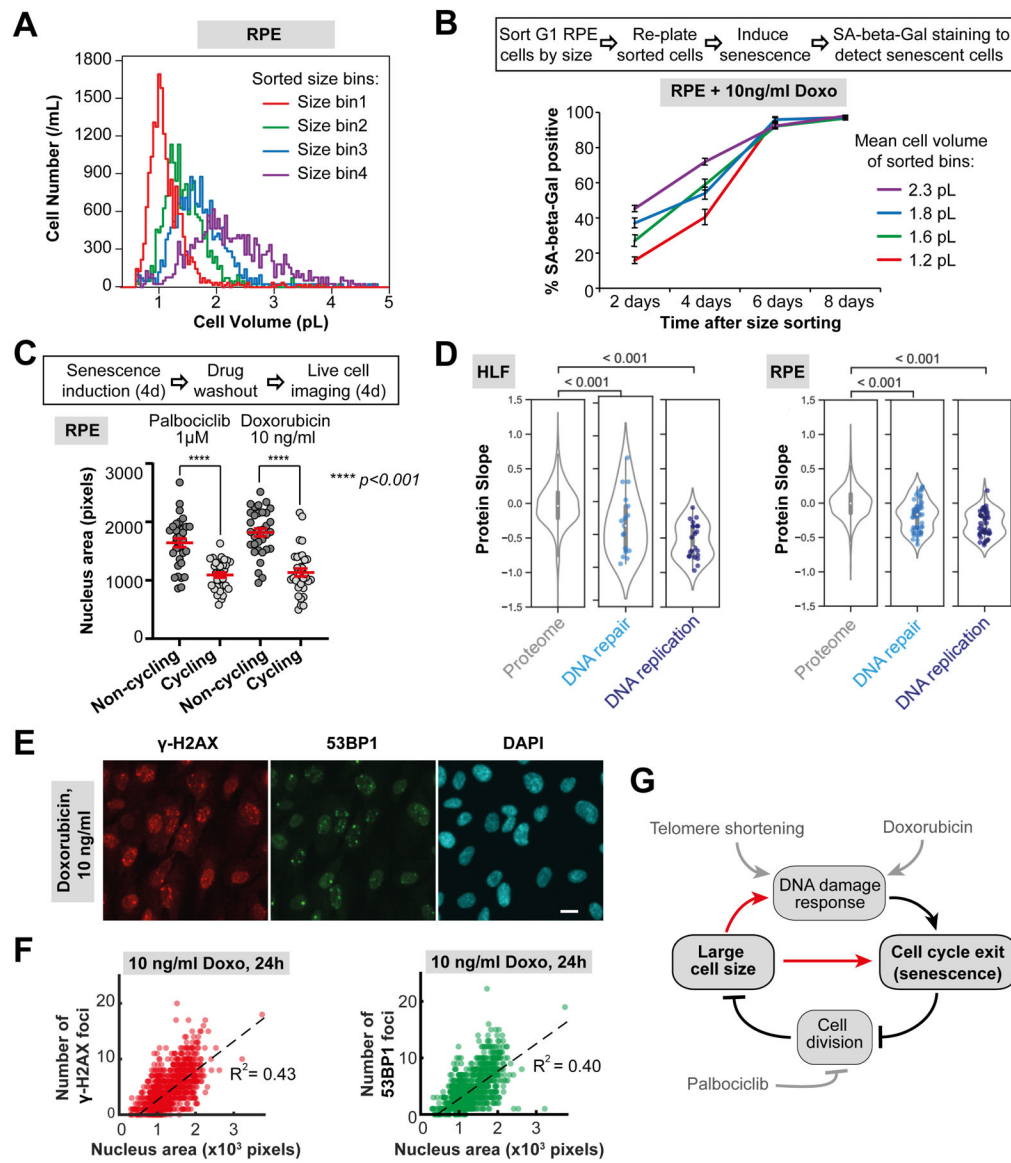 A
RPE
Sorted size bins:
Size bin1
Size bin2
Size bin3
Size bin4
Cell Number (/mL)
1800
1500
1200
900
600
300
0
1 2 3 4 5
Cell Volume (pL)
B
Sort G1 RPE
cells by size
Re-plate
sorted cells
Induce
senescence
SA-beta-Gal staining to
detect senescent cells
RPE + 10ng/ml Doxo
% SA-beta-Gal positive
100
80
60
40
20
0
2 days 4 days 6 days 8 days
Time after size sorting
Mean cell volume
of sorted bins:
2.3 pL
1.8 pL
1.6 pL
1.2 pL
C
Senescence
induction (4d)
Drug
washout
Live cell
imaging (4d)
RPE
Palbociclib
1µM
Doxorubicin
10 ng/ml
**** ****
**** p<0.001
Nucleus area (pixels)
3000
2000
1000
0
Non-cycling
Cycling
Non-cycling
Cycling
D
HLF
< 0.001
< 0.001
Protein Slope
1.5
1.0
0.5
0.0
−0.5
−1.0
−1.5
Proteome
DNA repair
DNA replication
RPE
< 0.001
< 0.001
Protein Slope
1.5
1.0
0.5
0.0
−0.5
−1.0
−1.5
Proteome
DNA repair
DNA replication
E
γ-H2AX
53BP1
DAPI
Doxorubicin,
10 ng/ml
F
10 ng/ml Doxo, 24h
Number of
γ-H2AX foci
20
10
0
R² = 0.43
0 1 2 3
Nucleus area (x10³ pixels)
10 ng/ml Doxo, 24h
Number of
53BP1 foci
20
10
0
R² = 0.40
0 1 2 3
Nucleus area (x10³ pixels)
G
Telomere shortening
Doxorubicin
DNA damage
response
Large
cell size
Cell cycle exit
(senescence)
Cell
division
Palbociclib